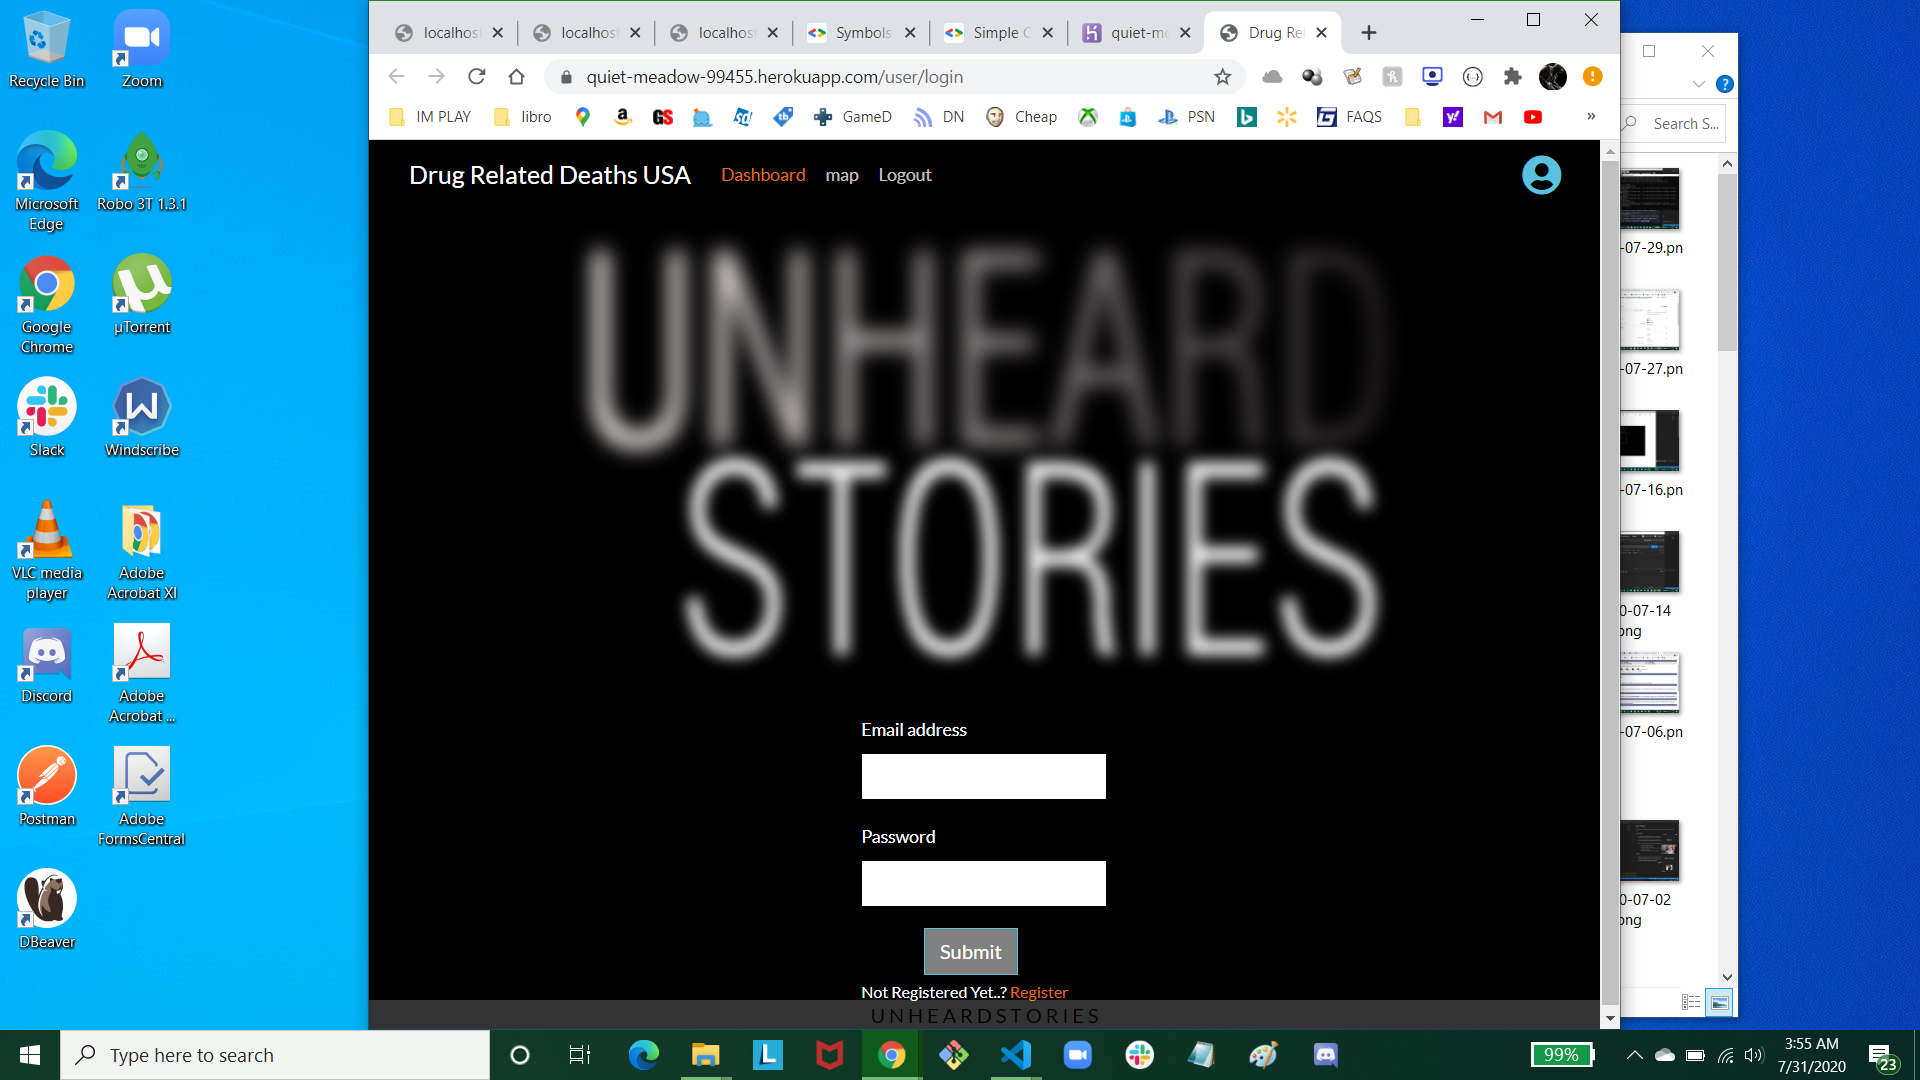 Recycle Bin
Zoom
Microsoft
Edge
Robo 3T 1.3.1
Google
Chrome
µTorrent
Slack
Windscribe
VLC media
player
Adobe
Acrobat XI
Discord
Adobe
Acrobat ...
Postman
Adobe
FormsCentral
DBeaver
localhost
localhost
localhost
Symbols
Simple
quiet-me
Drug Rel
quiet-meadow-99455.herokuapp.com/user/login
IM PLAY
libro
GameD
DN
Cheap
PSN
FAQS
»
Drug Related Deaths USA
Dashboard
map
Logout
UNHEARD
STORIES
Email address
Password
Submit
Not Registered Yet..? Register
UNHEARDSTORIES
Search S...
-07-29.pn
-07-27.pn
-07-16.pn
0-07-14
png
-07-06.pn
0-07-02
png
Type here to search
99%
3:55 AM
7/31/2020
23